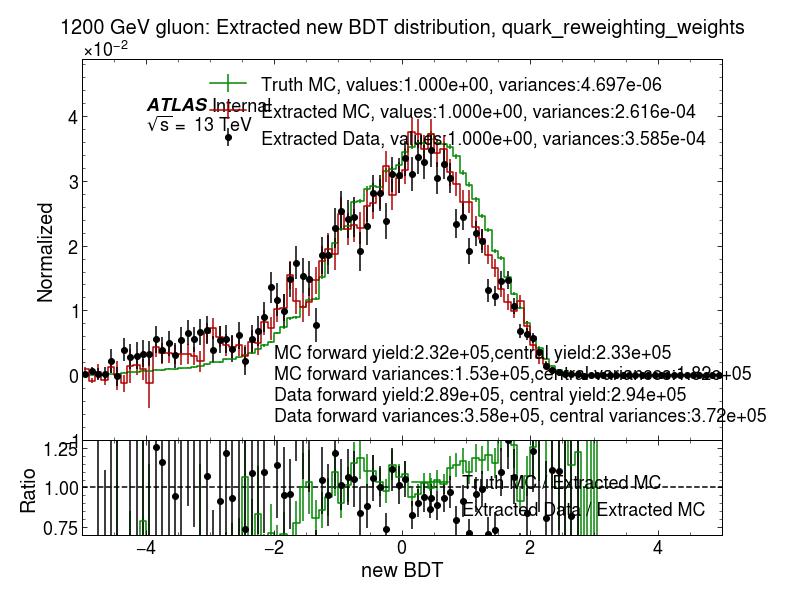 1200 GeV gluon: Extracted new BDT distribution, quark_reweighting_weights
×10⁻²
Truth MC, values:1.000e+00, variances:4.697e-06
ATLAS Internal
Extracted MC, values:1.000e+00, variances:2.616e-04
√s = 13 TeV
Extracted Data, values:1.000e+00, variances:3.585e-04
4
3
2
1
0
Normalized
MC forward yield:2.32e+05,central yield:2.33e+05
MC forward variances:1.53e+05,central variances:1.82e+05
Data forward yield:2.89e+05, central yield:2.94e+05
Data forward variances:3.58e+05, central variances:3.72e+05
1.25
1.00
0.75
Ratio
Truth MC / Extracted MC
Extracted Data / Extracted MC
−4
−2
0
2
4
new BDT